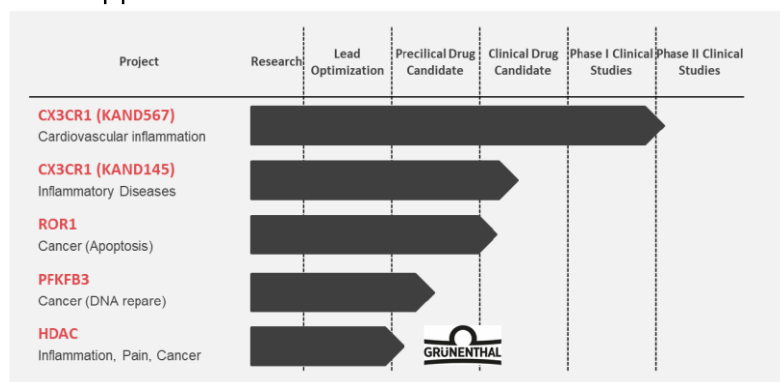 Project
Research
Lead
Optimization
Precilical Drug
Candidate
Clinical Drug
Candidate
Phase I Clinical
Studies
Phase II Clinical
Studies
CX3CR1 (KAND567)
Cardiovascular inflammation
CX3CR1 (KAND145)
Inflammatory Diseases
ROR1
Cancer (Apoptosis)
PFKFB3
Cancer (DNA repare)
HDAC
Inflammation, Pain, Cancer
GRÜNENTHAL